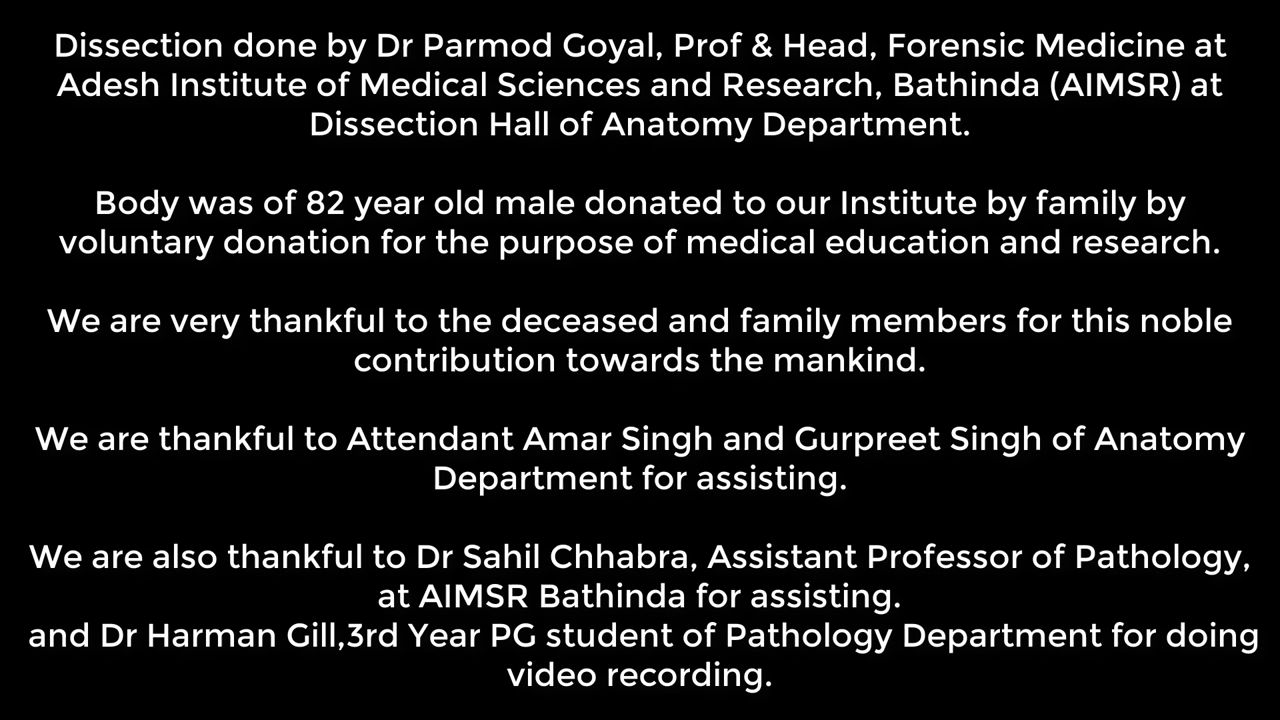 Dissection done by Dr Parmod Goyal, Prof & Head, Forensic Medicine at
Adesh Institute of Medical Sciences and Research, Bathinda (AIMSR) at
Dissection Hall of Anatomy Department.
Body was of 82 year old male donated to our Institute by family by
voluntary donation for the purpose of medical education and research.
We are very thankful to the deceased and family members for this noble
contribution towards the mankind.
We are thankful to Attendant Amar Singh and Gurpreet Singh of Anatomy
Department for assisting.
We are also thankful to Dr Sahil Chhabra, Assistant Professor of Pathology,
at AIMSR Bathinda for assisting.
and Dr Harman Gill,3rd Year PG student of Pathology Department for doing
video recording.